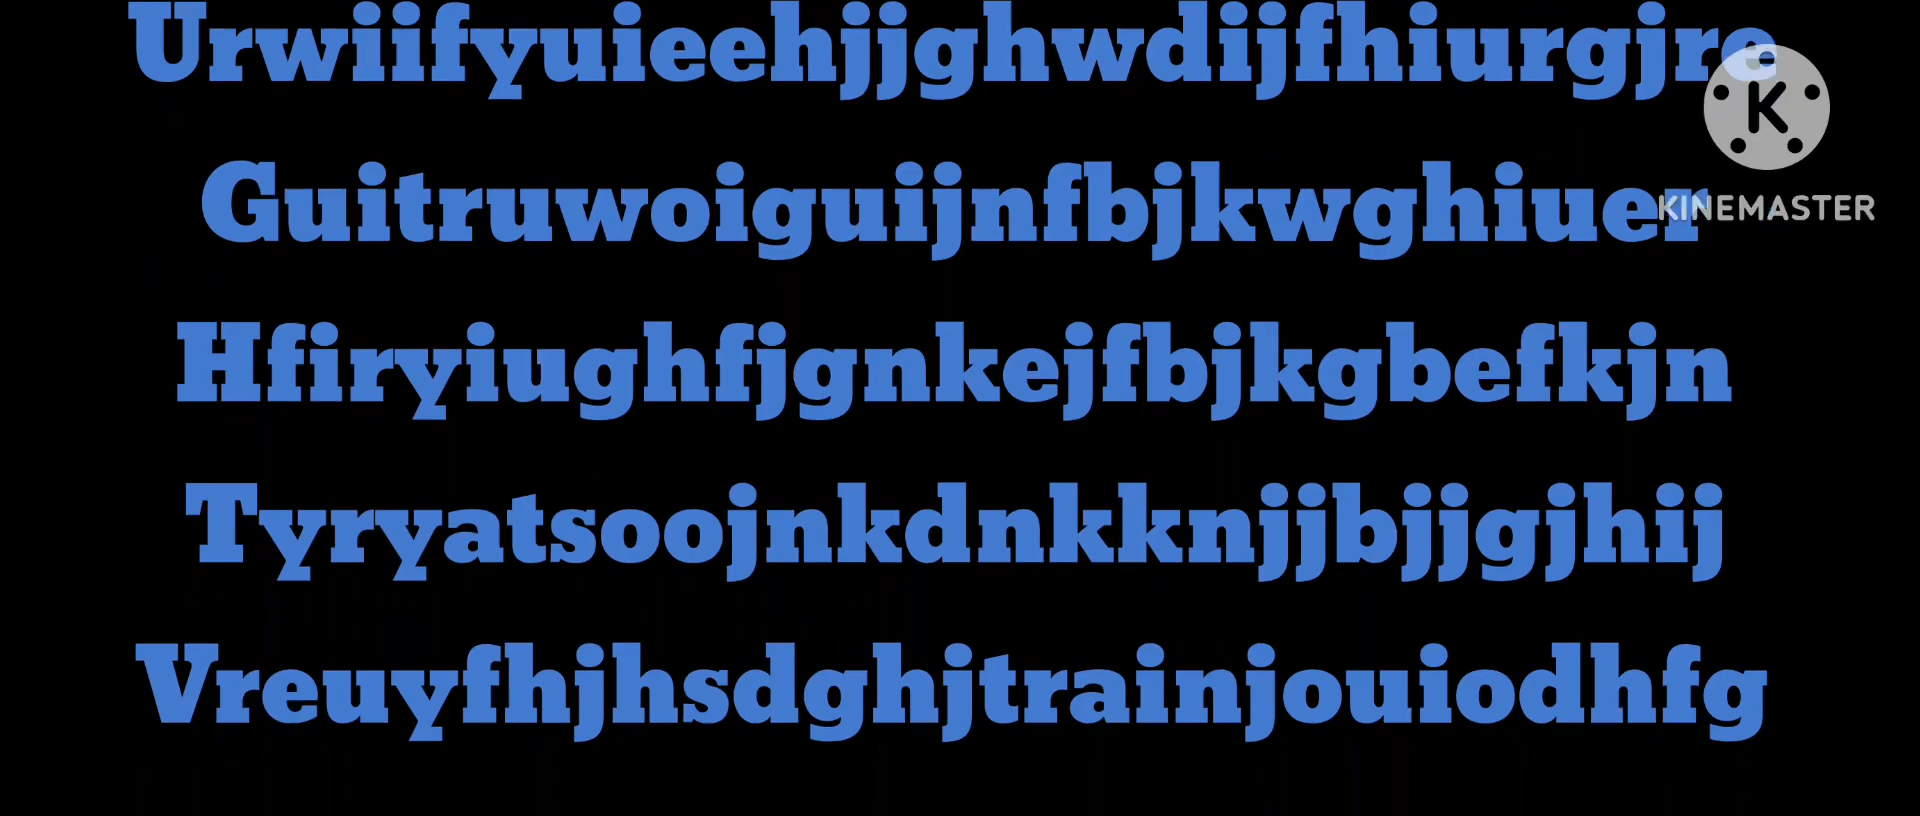 Urwiifyuieehjjghwdijfhiurgjre
Guitruwoiguijnfbjkwghiuer
Hfiryiughfjgnkejfbjkgbefkjn
Tyryatsoojnkdnkknjjbjjgjhij
Vreuyfhjhsdghjtrainjouiodhfg
K
KINEMASTER